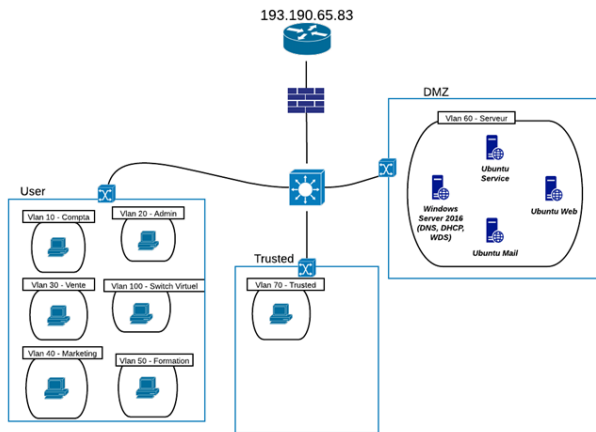 193.190.65.83
DMZ
Vlan 60 - Serveur
Ubuntu
Service
Windows
Server 2016
(DNS, DHCP,
WDS)
Ubuntu Web
Ubuntu Mail
User
Vlan 10 - Compta
Vlan 20 - Admin
Vlan 30 - Vente
Vlan 100 - Switch Virtuel
Vlan 40 - Marketing
Vlan 50 - Formation
Trusted
Vlan 70 - Trusted